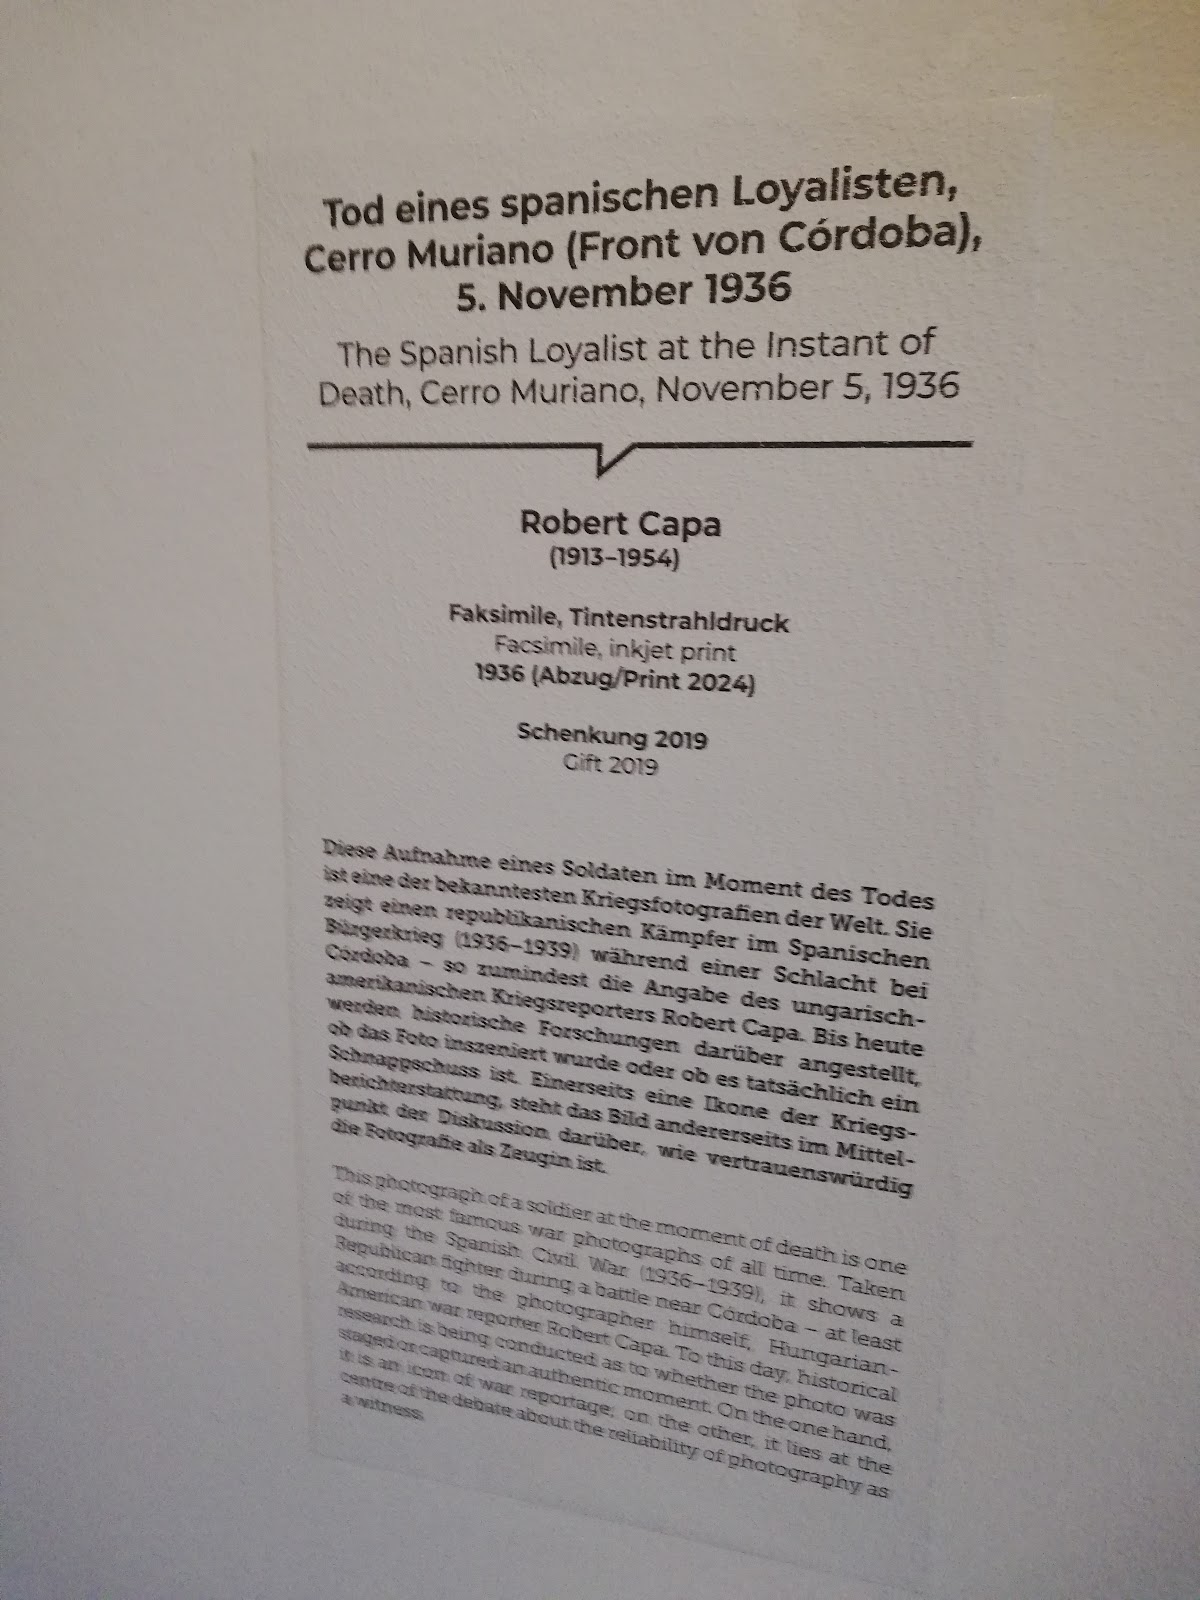 Tod eines spanischen Loyalisten,
Cerro Muriano (Front von Córdoba),
5. November 1936
The Spanish Loyalist at the Instant of
Death, Cerro Muriano, November 5, 1936
Robert Capa
(1913–1954)
Faksimile, Tintenstrahldruck
Facsimile, inkjet print
1936 (Abzug/Print 2024)
Schenkung 2019
Gift 2019
Diese Aufnahme eines Soldaten im Moment des Todes
ist eine der bekanntesten Kriegsfotografien der Welt. Sie
zeigt einen republikanischen Kämpfer im Spanischen
Bürgerkrieg (1936–1939) während einer Schlacht bei
Córdoba – so zumindest die Angabe des ungarisch-
amerikanischen Kriegsreporters Robert Capa. Bis heute
werden historische Forschungen darüber angestellt,
ob das Foto inszeniert wurde oder ob es tatsächlich ein
Schnappschuss ist. Einerseits eine Ikone der Kriegs-
berichterstattung, steht das Bild andererseits im Mittel-
punkt der Diskussion darüber, wie vertrauenswürdig
die Fotografie als Zeugin ist.
This photograph of a soldier at the moment of death is one
of the most famous war photographs of all time. Taken
during the Spanish Civil War (1936–1939), it shows a
Republican fighter during a battle near Córdoba – at least
according to the photographer himself, Hungarian-
American war reporter Robert Capa. To this day, historical
research is being conducted as to whether the photo was
staged or captured an authentic moment. On the one hand,
it is an icon of war reportage; on the other, it lies at the
centre of the debate about the reliability of photography as
a witness.